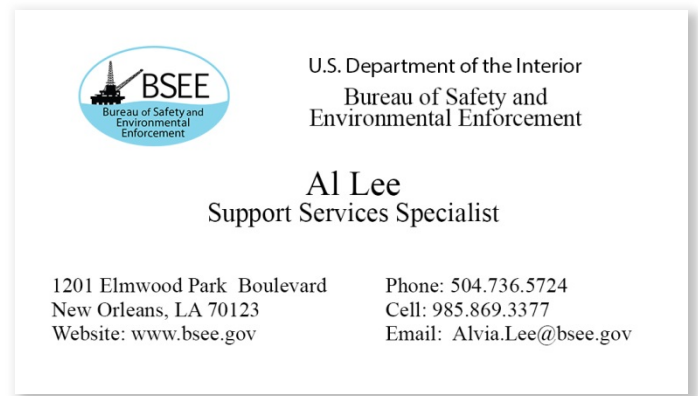 BSEE
Bureau of Safety and
Environmental
Enforcement
U.S. Department of the Interior
Bureau of Safety and
Environmental Enforcement
Al Lee
Support Services Specialist
1201 Elmwood Park  Boulevard
New Orleans, LA 70123
Website: www.bsee.gov
Phone: 504.736.5724
Cell: 985.869.3377
Email:  Alvia.Lee@bsee.gov